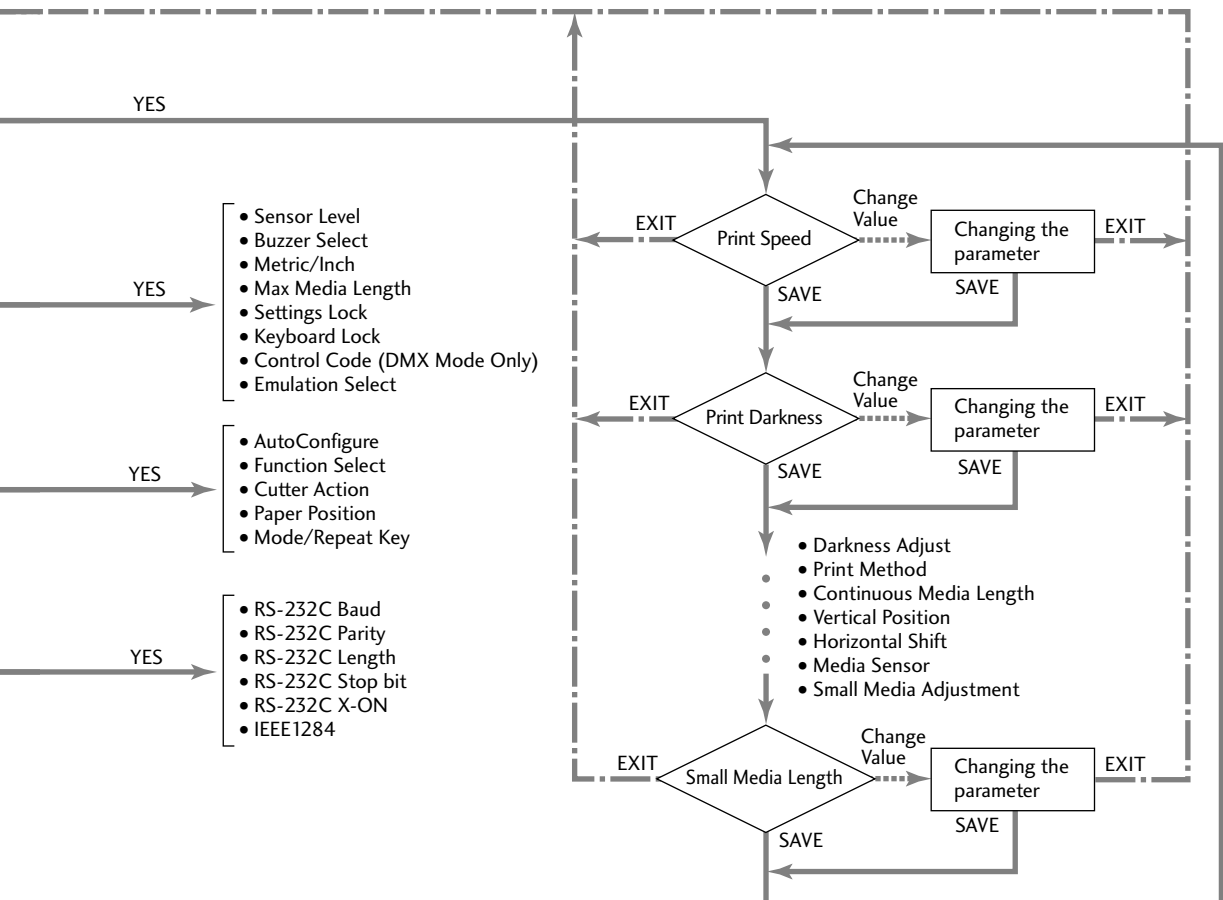 YES
Change
Value
EXIT
Print Speed
Changing the
parameter
EXIT
SAVE
SAVE
YES
• Sensor Level
• Buzzer Select
• Metric/Inch
• Max Media Length
• Settings Lock
• Keyboard Lock
• Control Code (DMX Mode Only)
• Emulation Select
Change
Value
EXIT
Print Darkness
Changing the
parameter
EXIT
SAVE
SAVE
YES
• AutoConfigure
• Function Select
• Cutter Action
• Paper Position
• Mode/Repeat Key
• Darkness Adjust
• Print Method
• Continuous Media Length
• Vertical Position
• Horizontal Shift
• Media Sensor
• Small Media Adjustment
YES
• RS-232C Baud
• RS-232C Parity
• RS-232C Length
• RS-232C Stop bit
• RS-232C X-ON
• IEEE1284
Change
Value
EXIT
Small Media Length
Changing the
parameter
EXIT
SAVE
SAVE